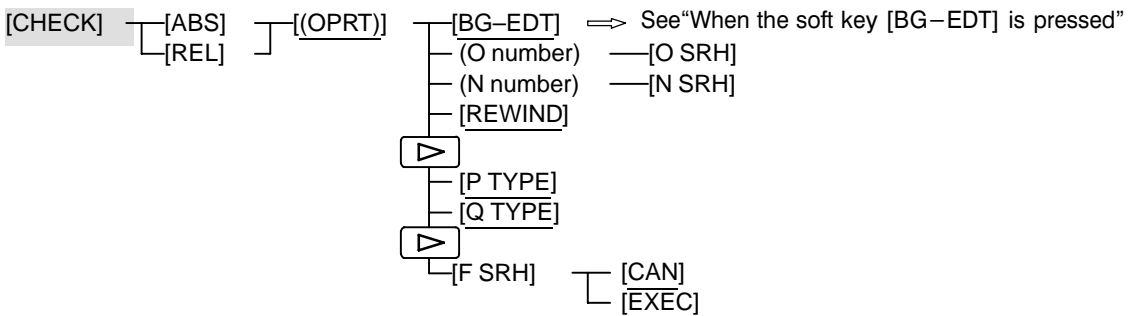 [CHECK] [ABS] [(OPRT)] [BG–EDT] See“When the soft key [BG–EDT] is pressed”
[REL] (O number) [O SRH]
(N number) [N SRH]
[REWIND]
[P TYPE]
[Q TYPE]
[F SRH] [CAN]
[EXEC]